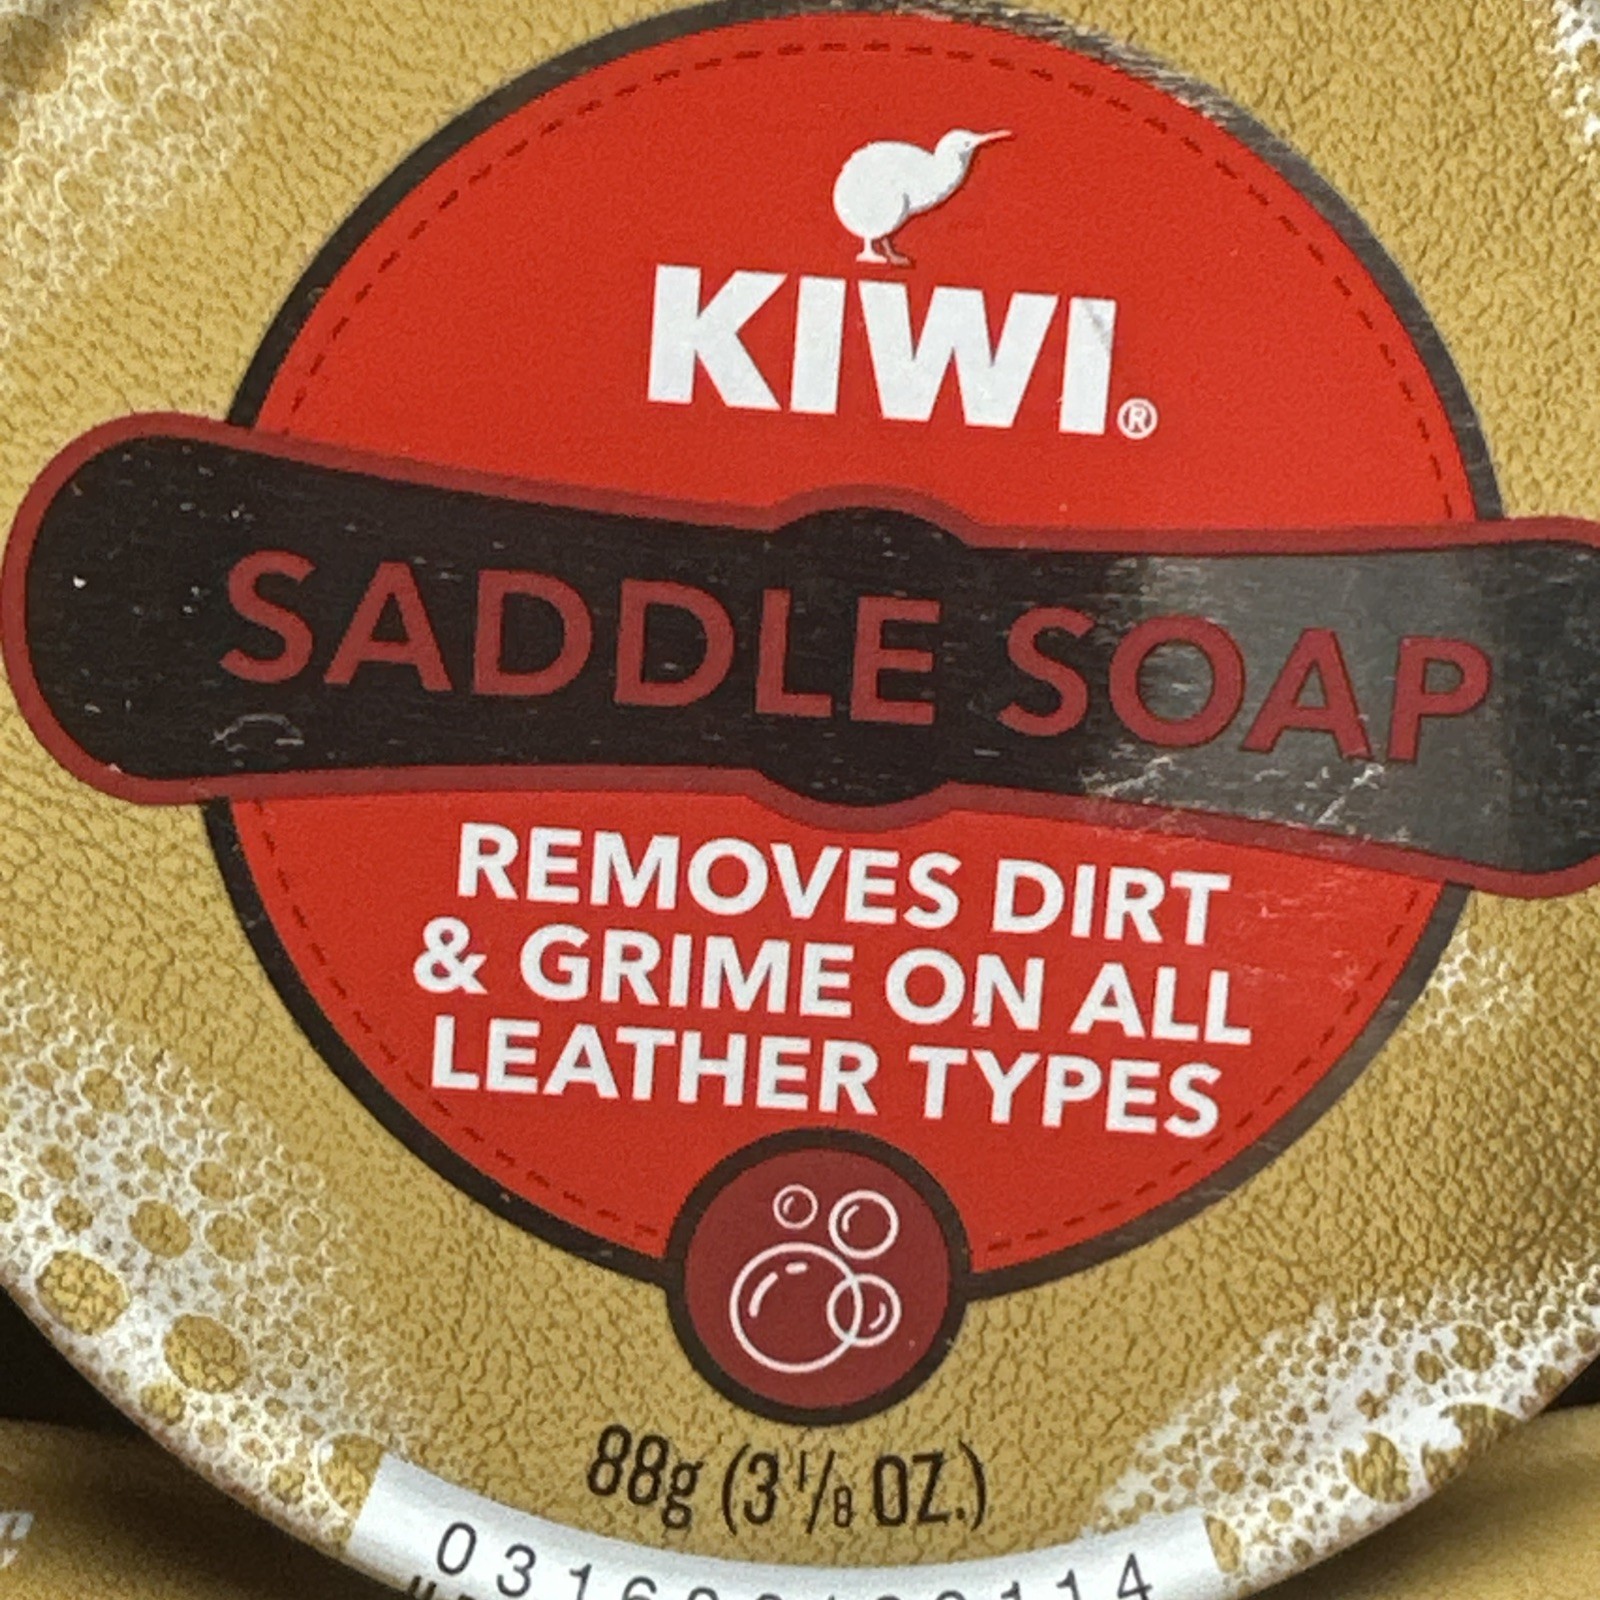 KIWI®
SADDLE SOAP
REMOVES DIRT
& GRIME ON ALL
LEATHER TYPES
88g (3 1/8 OZ.)